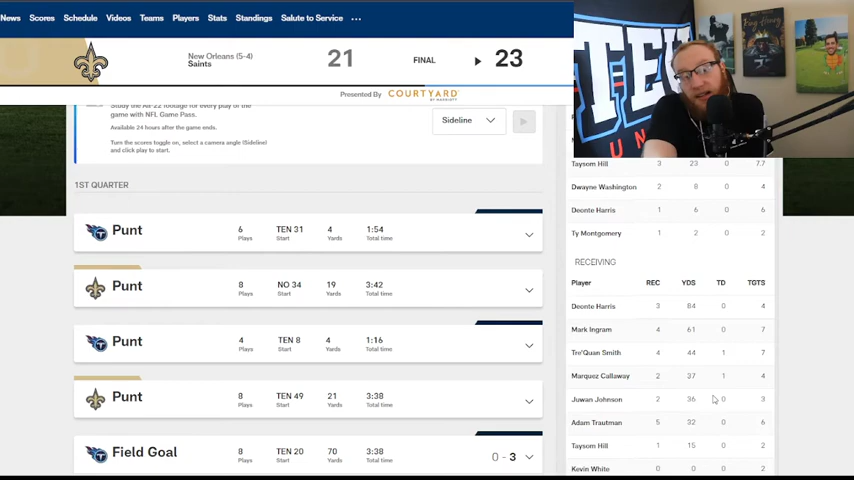 News Scores Schedule Videos Teams Players Stats Standings Salute to Service ...
New Orleans (5-4)
Saints
21 FINAL 23
Presented By COURTYARD
BY MARRIOTT
Study the All-22 footage for every play of the
game with NFL Game Pass.
Available 24 hours after the game ends.
Turn the scores toggle on, select a camera angle (Sideline)
and click play to start.
Sideline
1ST QUARTER
Punt 6 TEN 31 4 1:54
Plays Start Yards Total time
Punt 8 NO 34 19 3:42
Plays Start Yards Total time
Punt 4 TEN 8 4 1:16
Plays Start Yards Total time
Punt 8 TEN 49 21 3:38
Plays Start Yards Total time
Field Goal 8 TEN 20 70 3:38 0 - 3
Plays Start Yards Total time
Taysom Hill 3 23 0 7.7
Dwayne Washington 2 8 0 4
Deonte Harris 1 6 0 6
Ty Montgomery 1 2 0 2
RECEIVING
Player REC YDS TD TGTS
Deonte Harris 3 84 0 4
Mark Ingram 4 61 0 7
Tre'Quan Smith 4 44 1 7
Marquez Callaway 2 37 1 4
Juwan Johnson 2 36 0 3
Adam Trautman 5 32 0 6
Taysom Hill 1 15 0 2
Kevin White 0 0 0 2